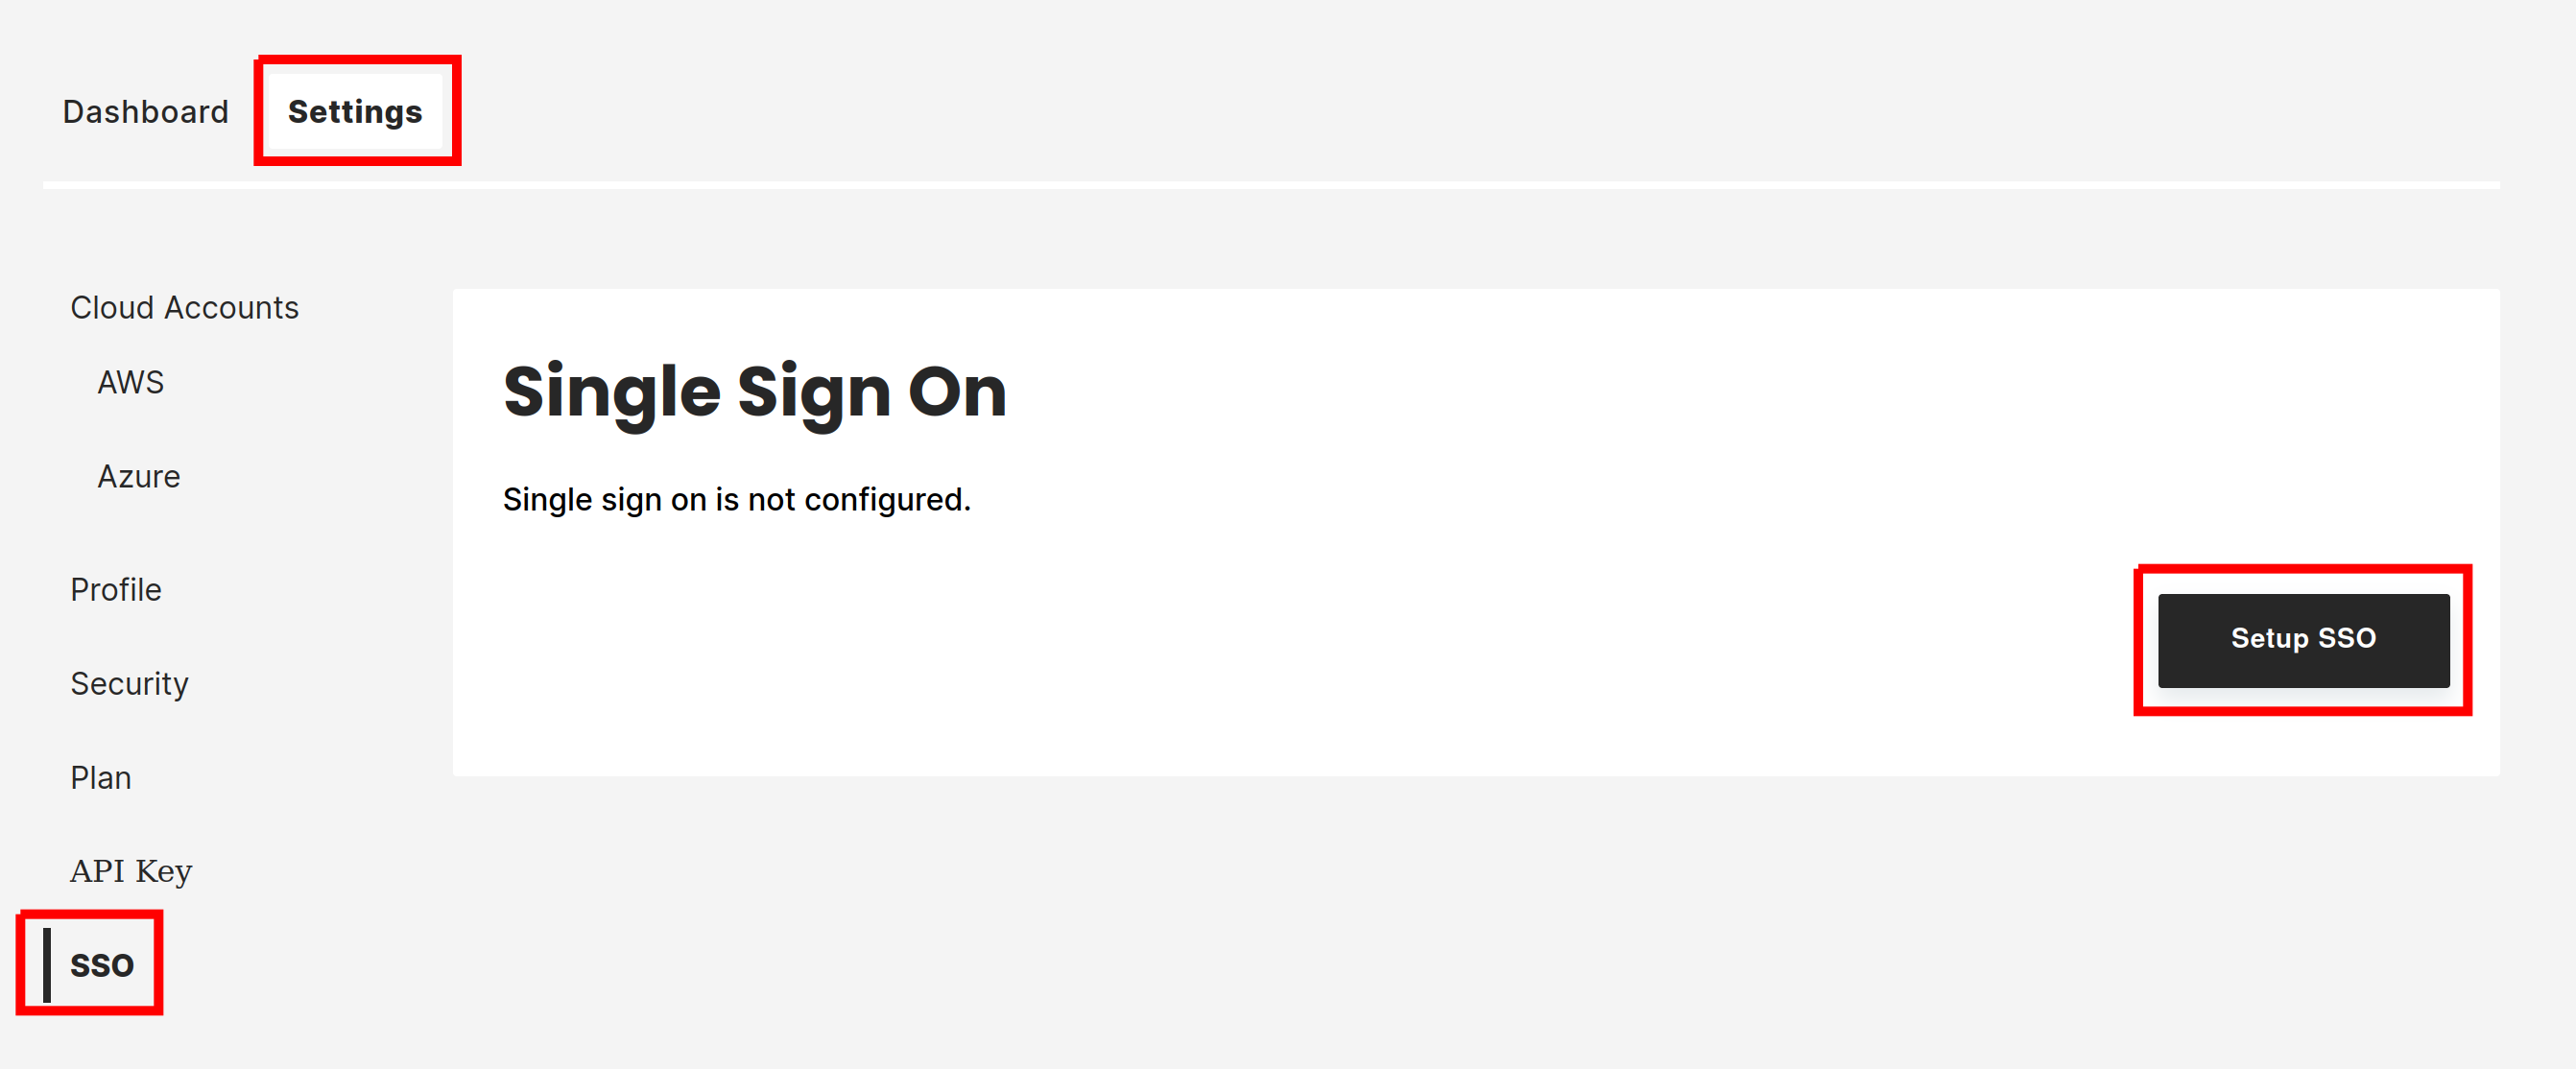 Dashboard Settings
Cloud Accounts
AWS
Azure
Profile
Security
Plan
API Key
SSO
Single Sign On
Single sign on is not configured.
Setup SSO